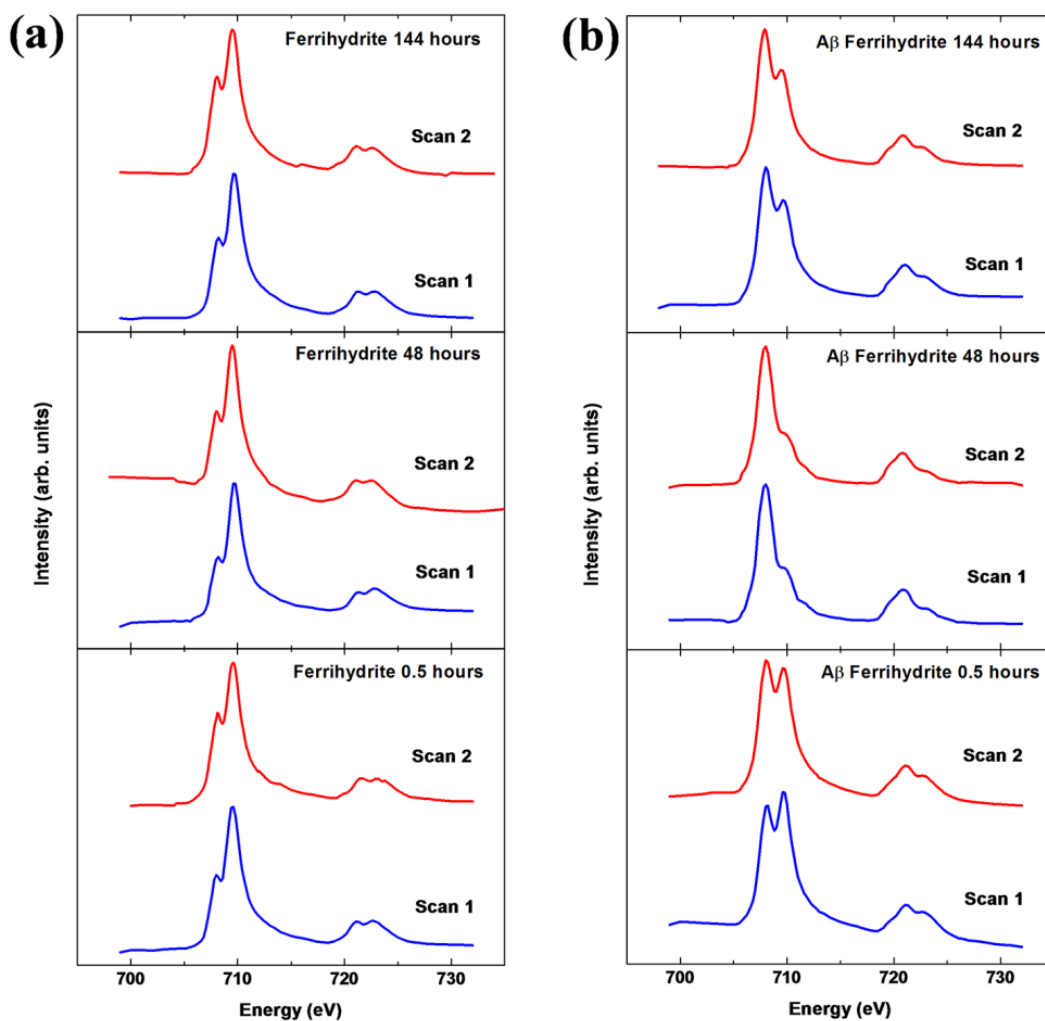 (a)
Ferrihydrite 144 hours
Scan 2
Scan 1
Ferrihydrite 48 hours
Scan 2
Scan 1
Ferrihydrite 0.5 hours
Scan 2
Scan 1
Intensity (arb. units)
700 710 720 730
Energy (eV)
(b)
Aβ Ferrihydrite 144 hours
Scan 2
Scan 1
Aβ Ferrihydrite 48 hours
Scan 2
Scan 1
Aβ Ferrihydrite 0.5 hours
Scan 2
Scan 1
Intensity (arb. units)
700 710 720 730
Energy (eV)